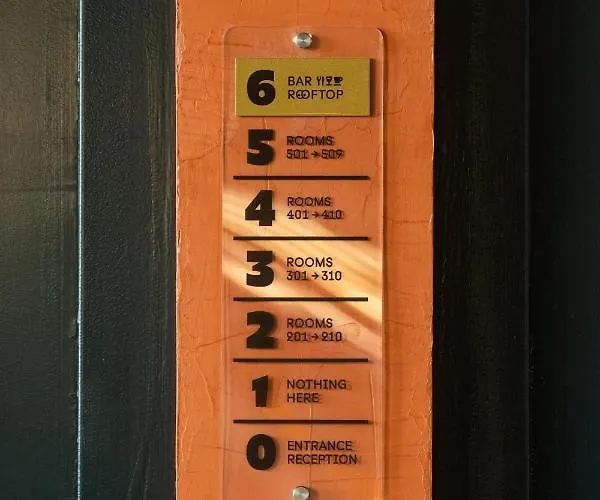 6 BAR
ROOFTOP
5 ROOMS
501 → 509
4 ROOMS
401 → 410
3 ROOMS
301 → 310
2 ROOMS
201 → 210
1 NOTHING
HERE
0 ENTRANCE
RECEPTION